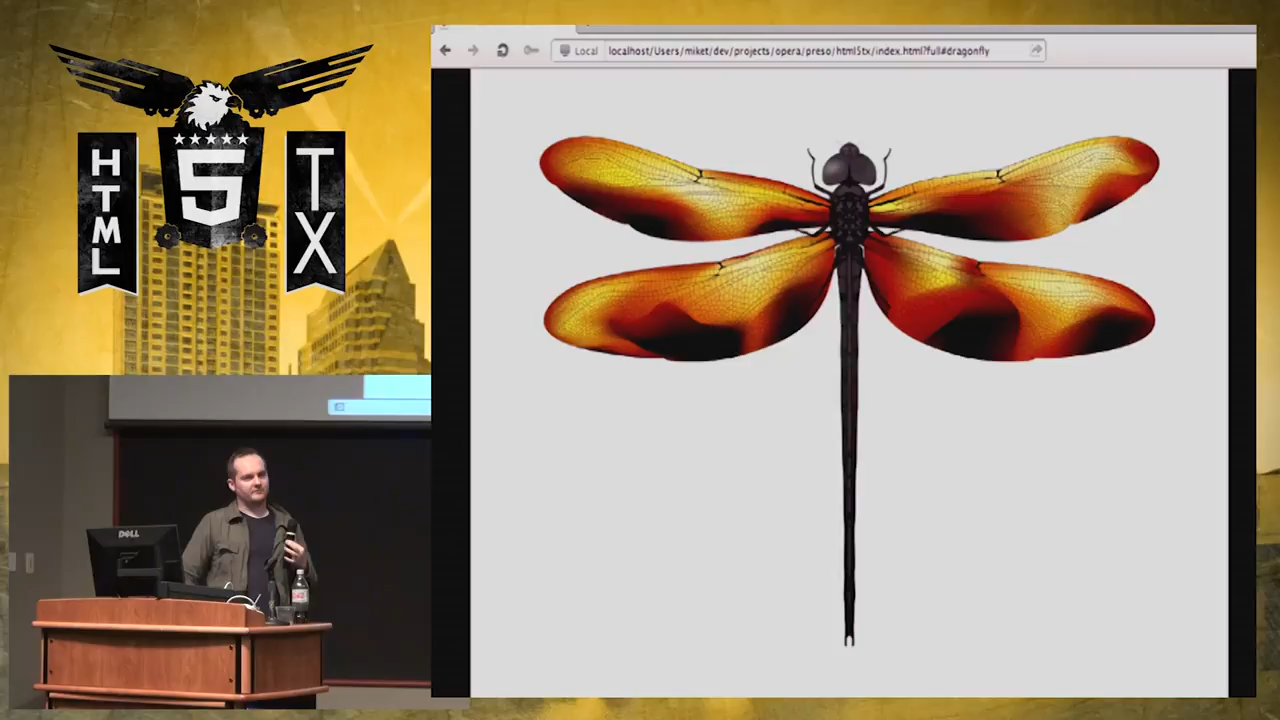 HTML
5
TX
Local
localhost/Users/miket/dev/projects/opera/preso/html5tx/index.html?full#dragonfly
DELL